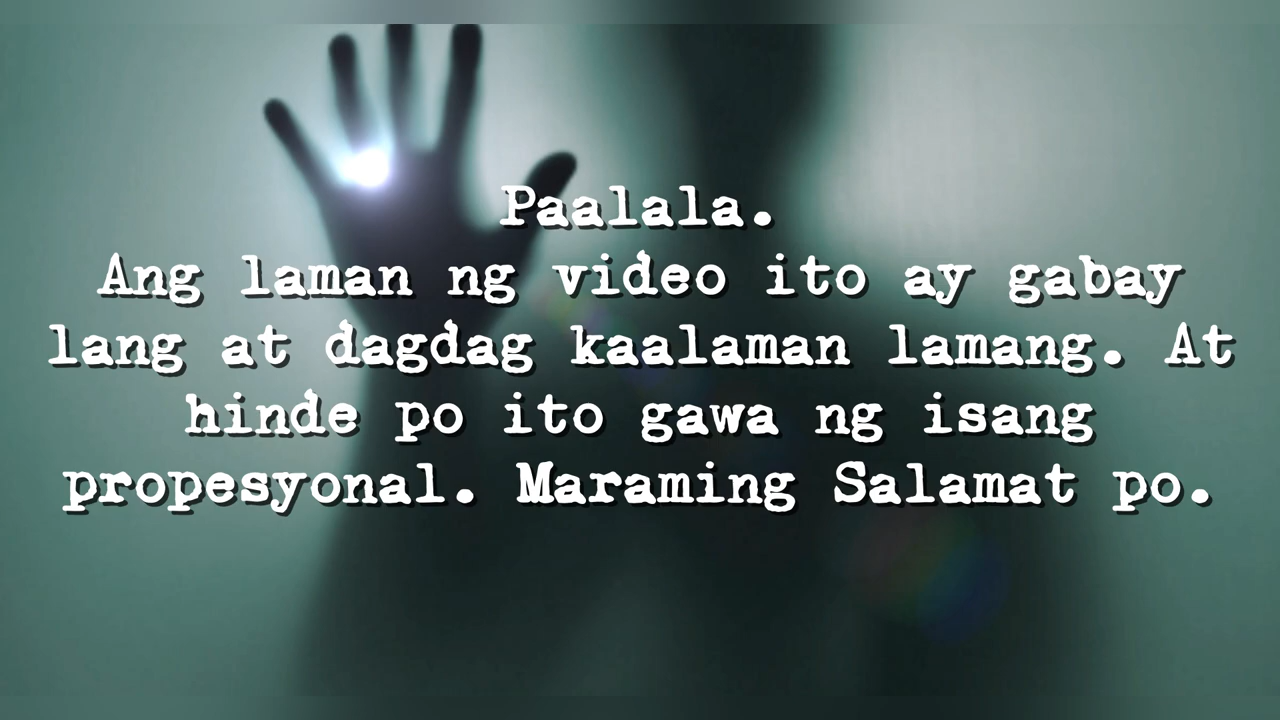 Paalala.
Ang laman ng video ito ay gabay
lang at dagdag kaalaman lamang. At
hinde po ito gawa ng isang
propesyonal. Maraming Salamat po.